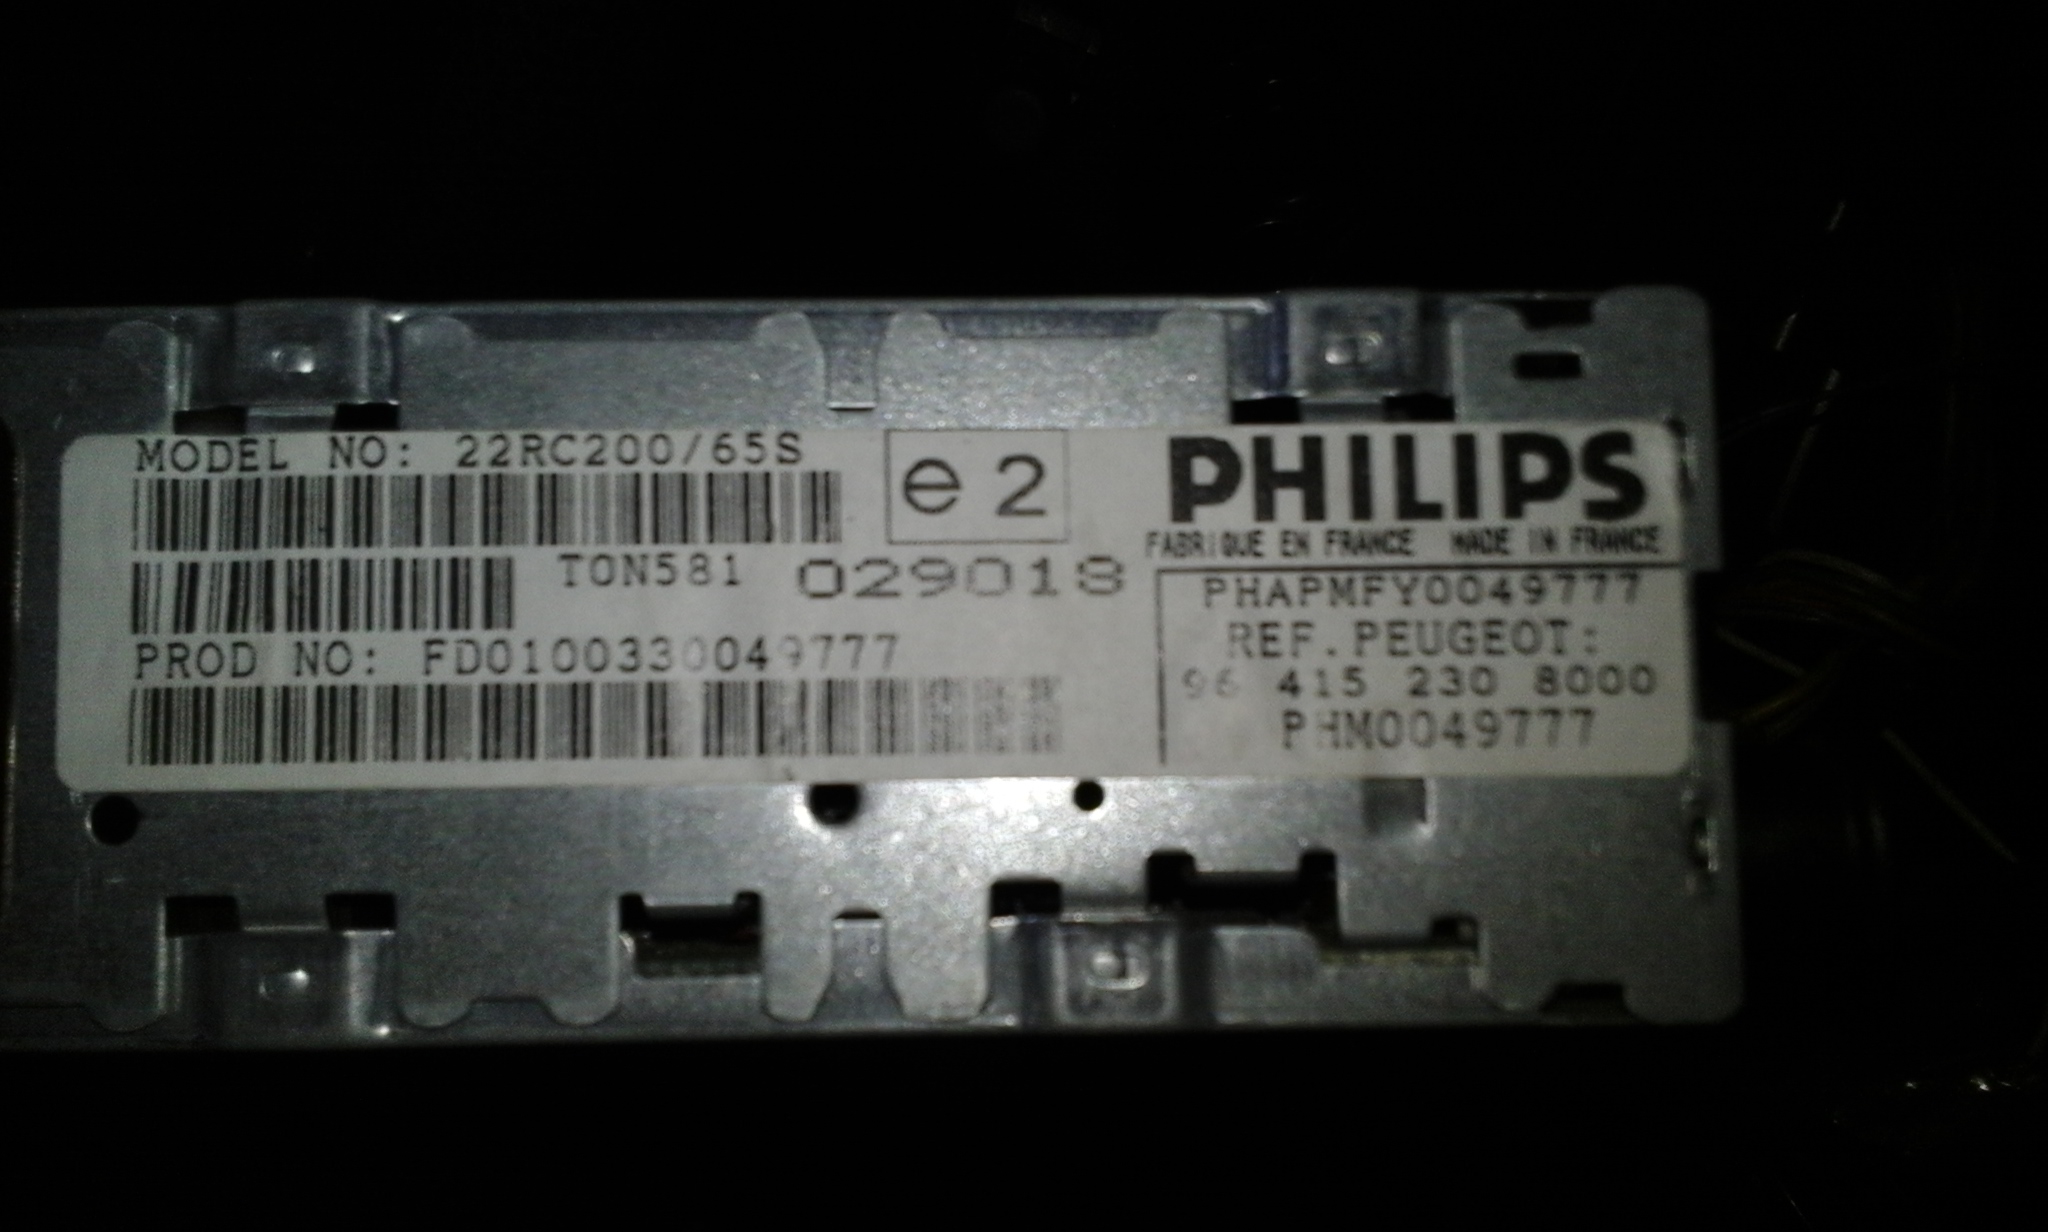 MODEL NO: 22RC200/65S
e2
PHILIPS
FABRIQUE EN FRANCE MADE IN FRANCE
TON581 029018
PHAPMFY0049777
REF.PEUGEOT:
PROD NO: FD0100330049777
96 415 230 8000
PHM0049777